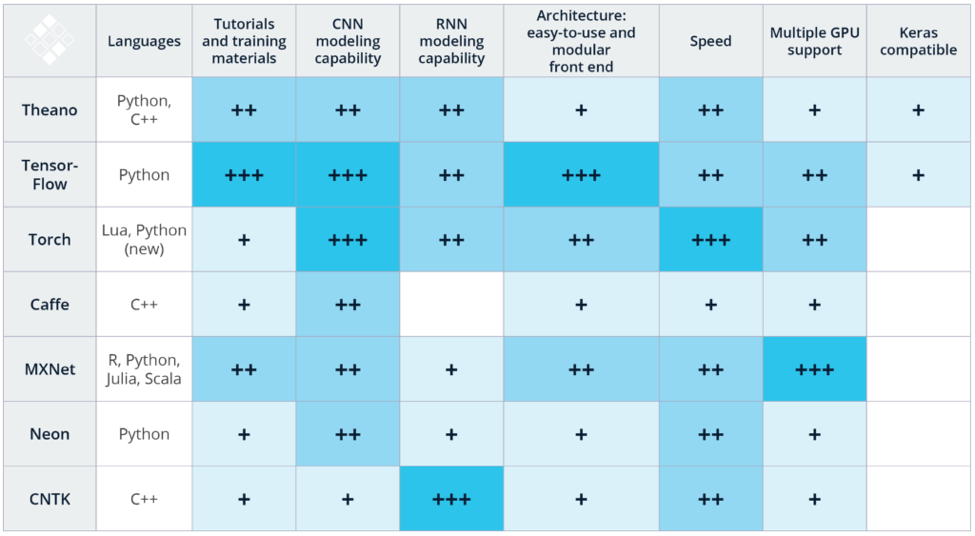 Languages
Tutorials
and training
materials
CNN
modeling
capability
RNN
modeling
capability
Architecture:
easy-to-use and
modular
front end
Speed
Multiple GPU
support
Keras
compatible
Theano
Python,
C++
++
++
++
+
++
+
+
Tensor-
Flow
Python
+++
+++
++
+++
++
++
+
Torch
Lua, Python
(new)
+
+++
++
++
+++
++
Caffe
C++
+
++
+
+
+
MXNet
R, Python,
Julia, Scala
++
++
+
++
++
+++
Neon
Python
+
++
+
+
++
+
CNTK
C++
+
+
+++
+
++
+